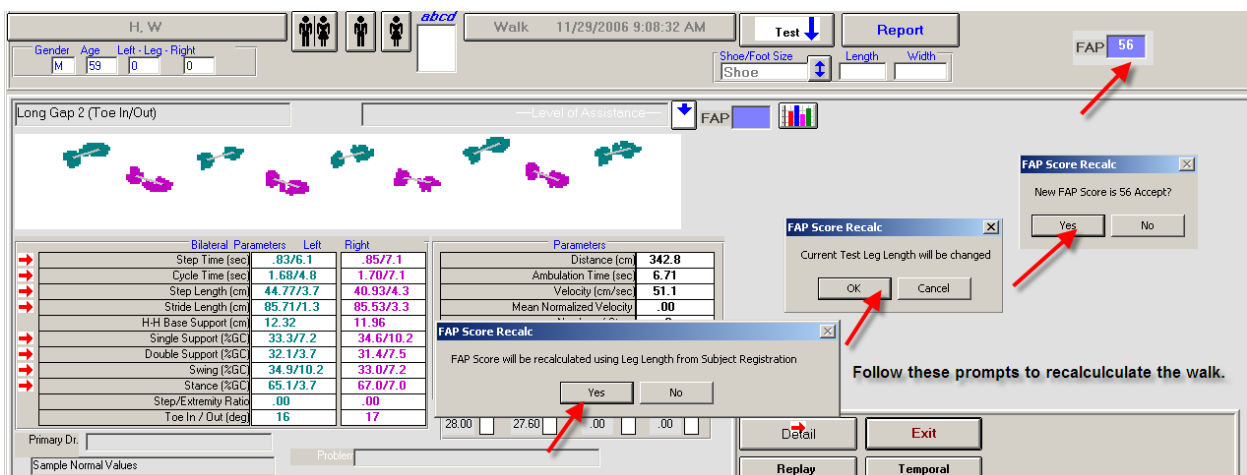 H, W
abcd
Walk 11/29/2006 9:08:32 AM
Test
Report
Gender Age Left - Leg - Right
M 59 0 0
Shoe/Foot Size Length Width
Shoe
FAP 56
Long Gap 2 (Toe In/Out)
—Level of Assistance—
FAP
FAP Score Recalc
New FAP Score is 56 Accept?
Yes No
FAP Score Recalc
Current Test Leg Length will be changed
OK Cancel
Bilateral Parameters Left Right
Step Time (sec) .83/6.1 .85/7.1
Cycle Time (sec) 1.68/4.8 1.70/7.1
Step Length (cm) 44.77/3.7 40.93/4.3
Stride Length (cm) 85.71/1.3 85.53/3.3
H-H Base Support (cm) 12.32 11.96
Single Support (%GC) 33.3/7.2 34.6/10.2
Double Support (%GC) 32.1/3.7 31.4/7.5
Swing (%GC) 34.9/10.2 33.0/7.2
Stance (%GC) 65.1/3.7 67.0/7.0
Step/Extremity Ratio .00 .00
Toe In / Out (deg) 16 17
Parameters
Distance (cm) 342.8
Ambulation Time (sec) 6.71
Velocity (cm/sec) 51.1
Mean Normalized Velocity .00
FAP Score Recalc
FAP Score will be recalculated using Leg Length from Subject Registration
Yes No
28.00 27.60 .00 .00
Follow these prompts to recalculculate the walk.
Primary Dr.
Problem
Sample Normal Values
Detail Exit
Replay Temporal